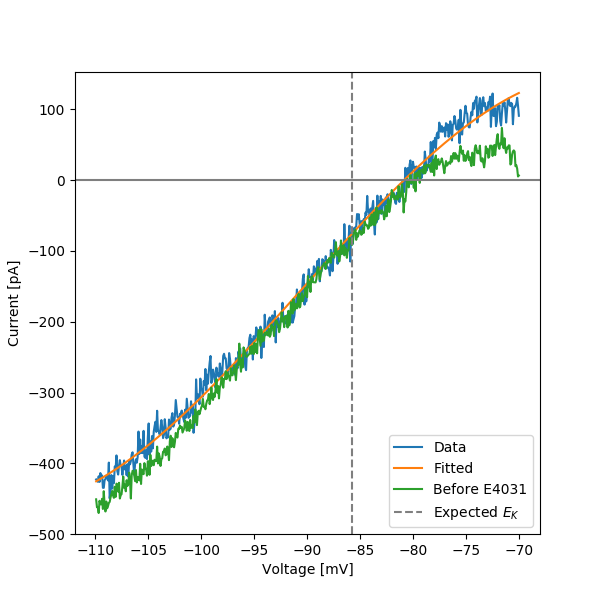 Current [pA]
100
0
−100
−200
−300
−400
−500
−110
−105
−100
−95
−90
−85
−80
−75
−70
Voltage [mV]
Data
Fitted
Before E4031
Expected E_K